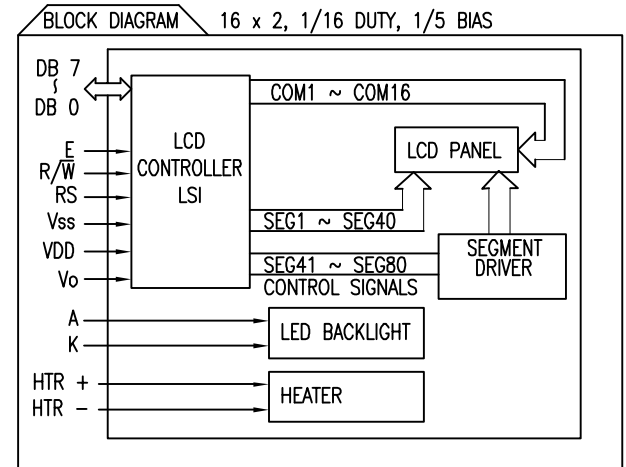 BLOCK DIAGRAM 16 x 2, 1/16 DUTY, 1/5 BIAS
DB 7
~
DB 0
E
R/W̅
RS
Vss
VDD
Vo
A
K
HTR +
HTR -
LCD
CONTROLLER
LSI
COM1 ~ COM16
LCD PANEL
SEG1 ~ SEG40
SEG41 ~ SEG80
CONTROL SIGNALS
SEGMENT
DRIVER
LED BACKLIGHT
HEATER